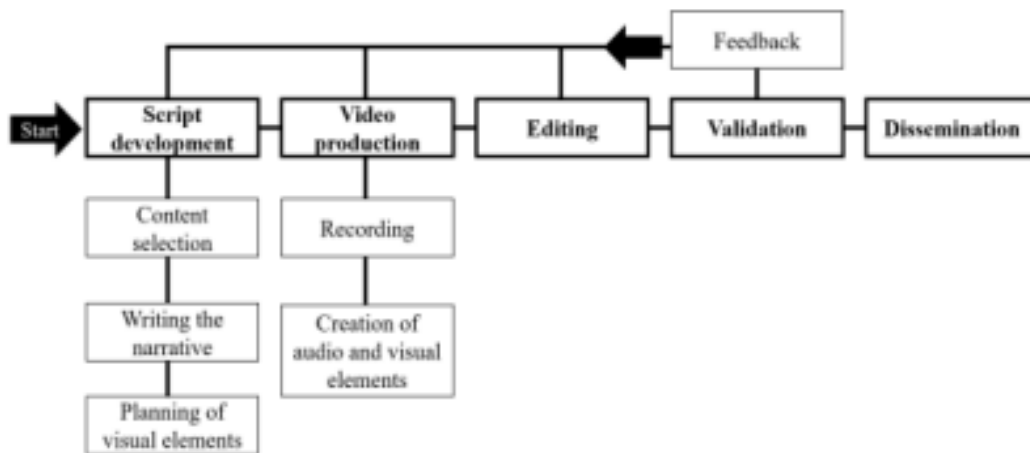 Feedback
Start
Script
development
Video
production
Editing
Validation
Dissemination
Content
selection
Recording
Writing the
narrative
Creation of
audio and visual
elements
Planning of
visual elements